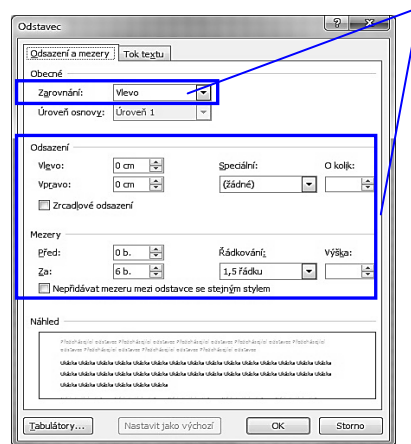 Odstavec
Odsazení a mezery Tok textu
Obecné
Zarovnání: Vlevo
Úroveň osnovy: Úroveň 1
Odsazení
Vlevo: 0 cm Speciální: O kolik:
Vpravo: 0 cm (žádné)
Zrcadlové odsazení
Mezery
Před: 0 b. Řádkování: Výška:
Za: 6 b. 1,5 řádku
Nepřidávat mezeru mezi odstavce se stejným stylem
Náhled
Tabulátory... Nastavit jako výchozí OK Storno